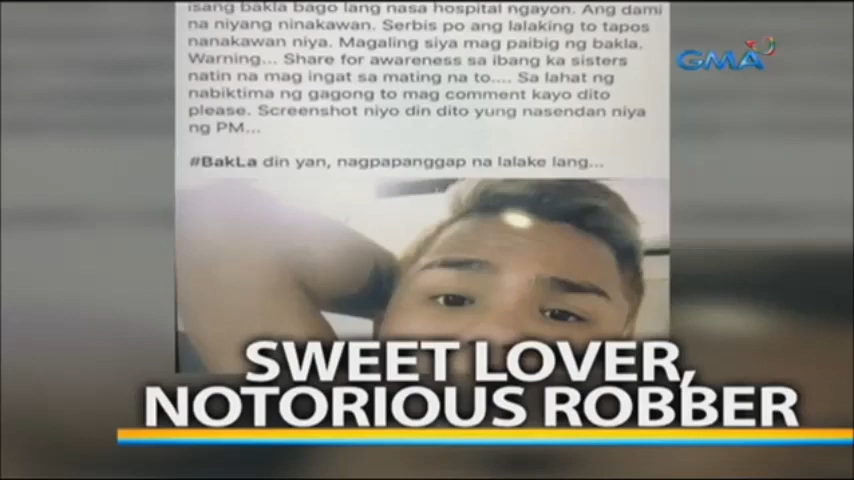 isang bakla bago lang nasa hospital ngayon. Ang dami
na niyang ninakawan. Serbis po ang lalaking to tapos
nanakawan niya. Magaling siya mag paibig ng bakla.
Warning... Share for awareness sa ibang ka sisters
natin na mag ingat sa mating na to.... Sa lahat ng
nabiktima ng gagong to mag comment kayo dito
please. Screenshot niyo din dito yung nasendan niya
ng PM...
#BakLa din yan, nagpapanggap na lalake lang...
GMA
SWEET LOVER,
NOTORIOUS ROBBER